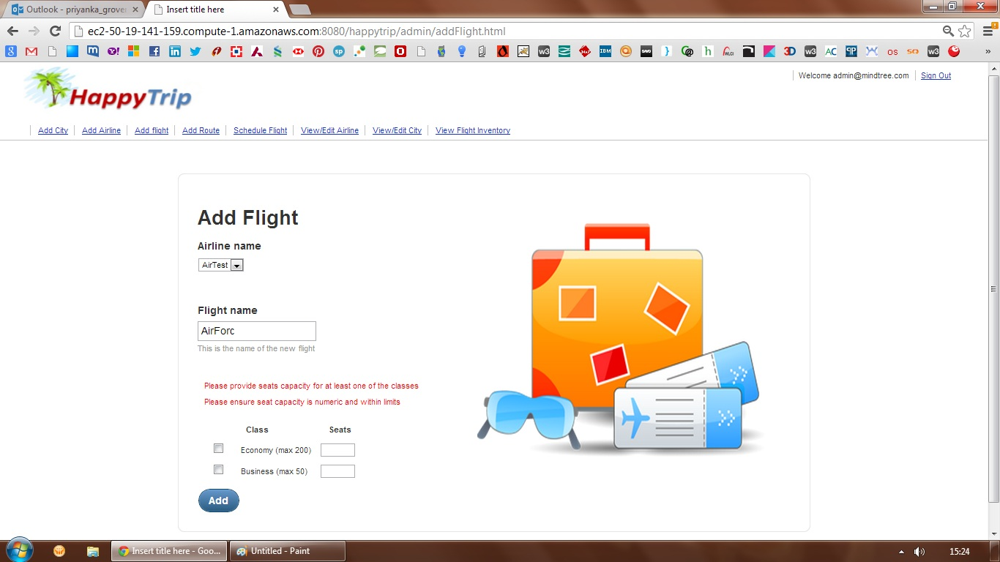 Outlook - priyanka_grove
Insert title here
ec2-50-19-141-159.compute-1.amazonaws.com:8080/happytrip/admin/addFlight.html
HappyTrip
Welcome admin@mindtree.com
Sign Out
Add City
Add Airline
Add flight
Add Route
Schedule Flight
View/Edit Airline
View/Edit City
View Flight Inventory
Add Flight
Airline name
AirTest
Flight name
AirForc
This is the name of the new flight
Please provide seats capacity for at least one of the classes
Please ensure seat capacity is numeric and within limits
Class Seats
Economy (max 200)
Business (max 50)
Add
Insert title here - Goo...
Untitled - Paint
15:24